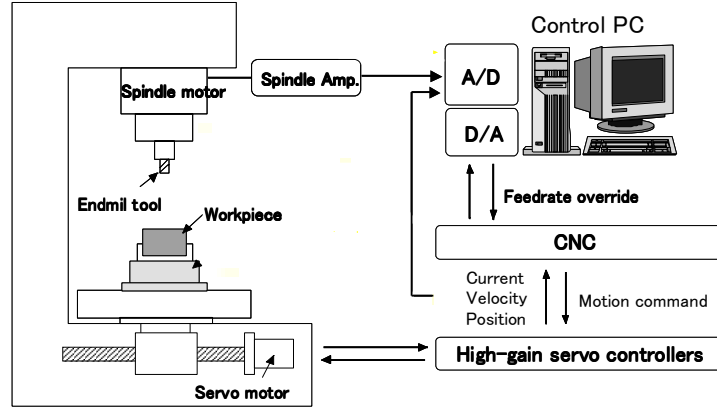 Control PC
Spindle motor
Spindle Amp.
A/D
D/A
Endmil tool
Workpiece
Feedrate override
CNC
Current
Velocity
Position
Motion command
High-gain servo controllers
Servo motor